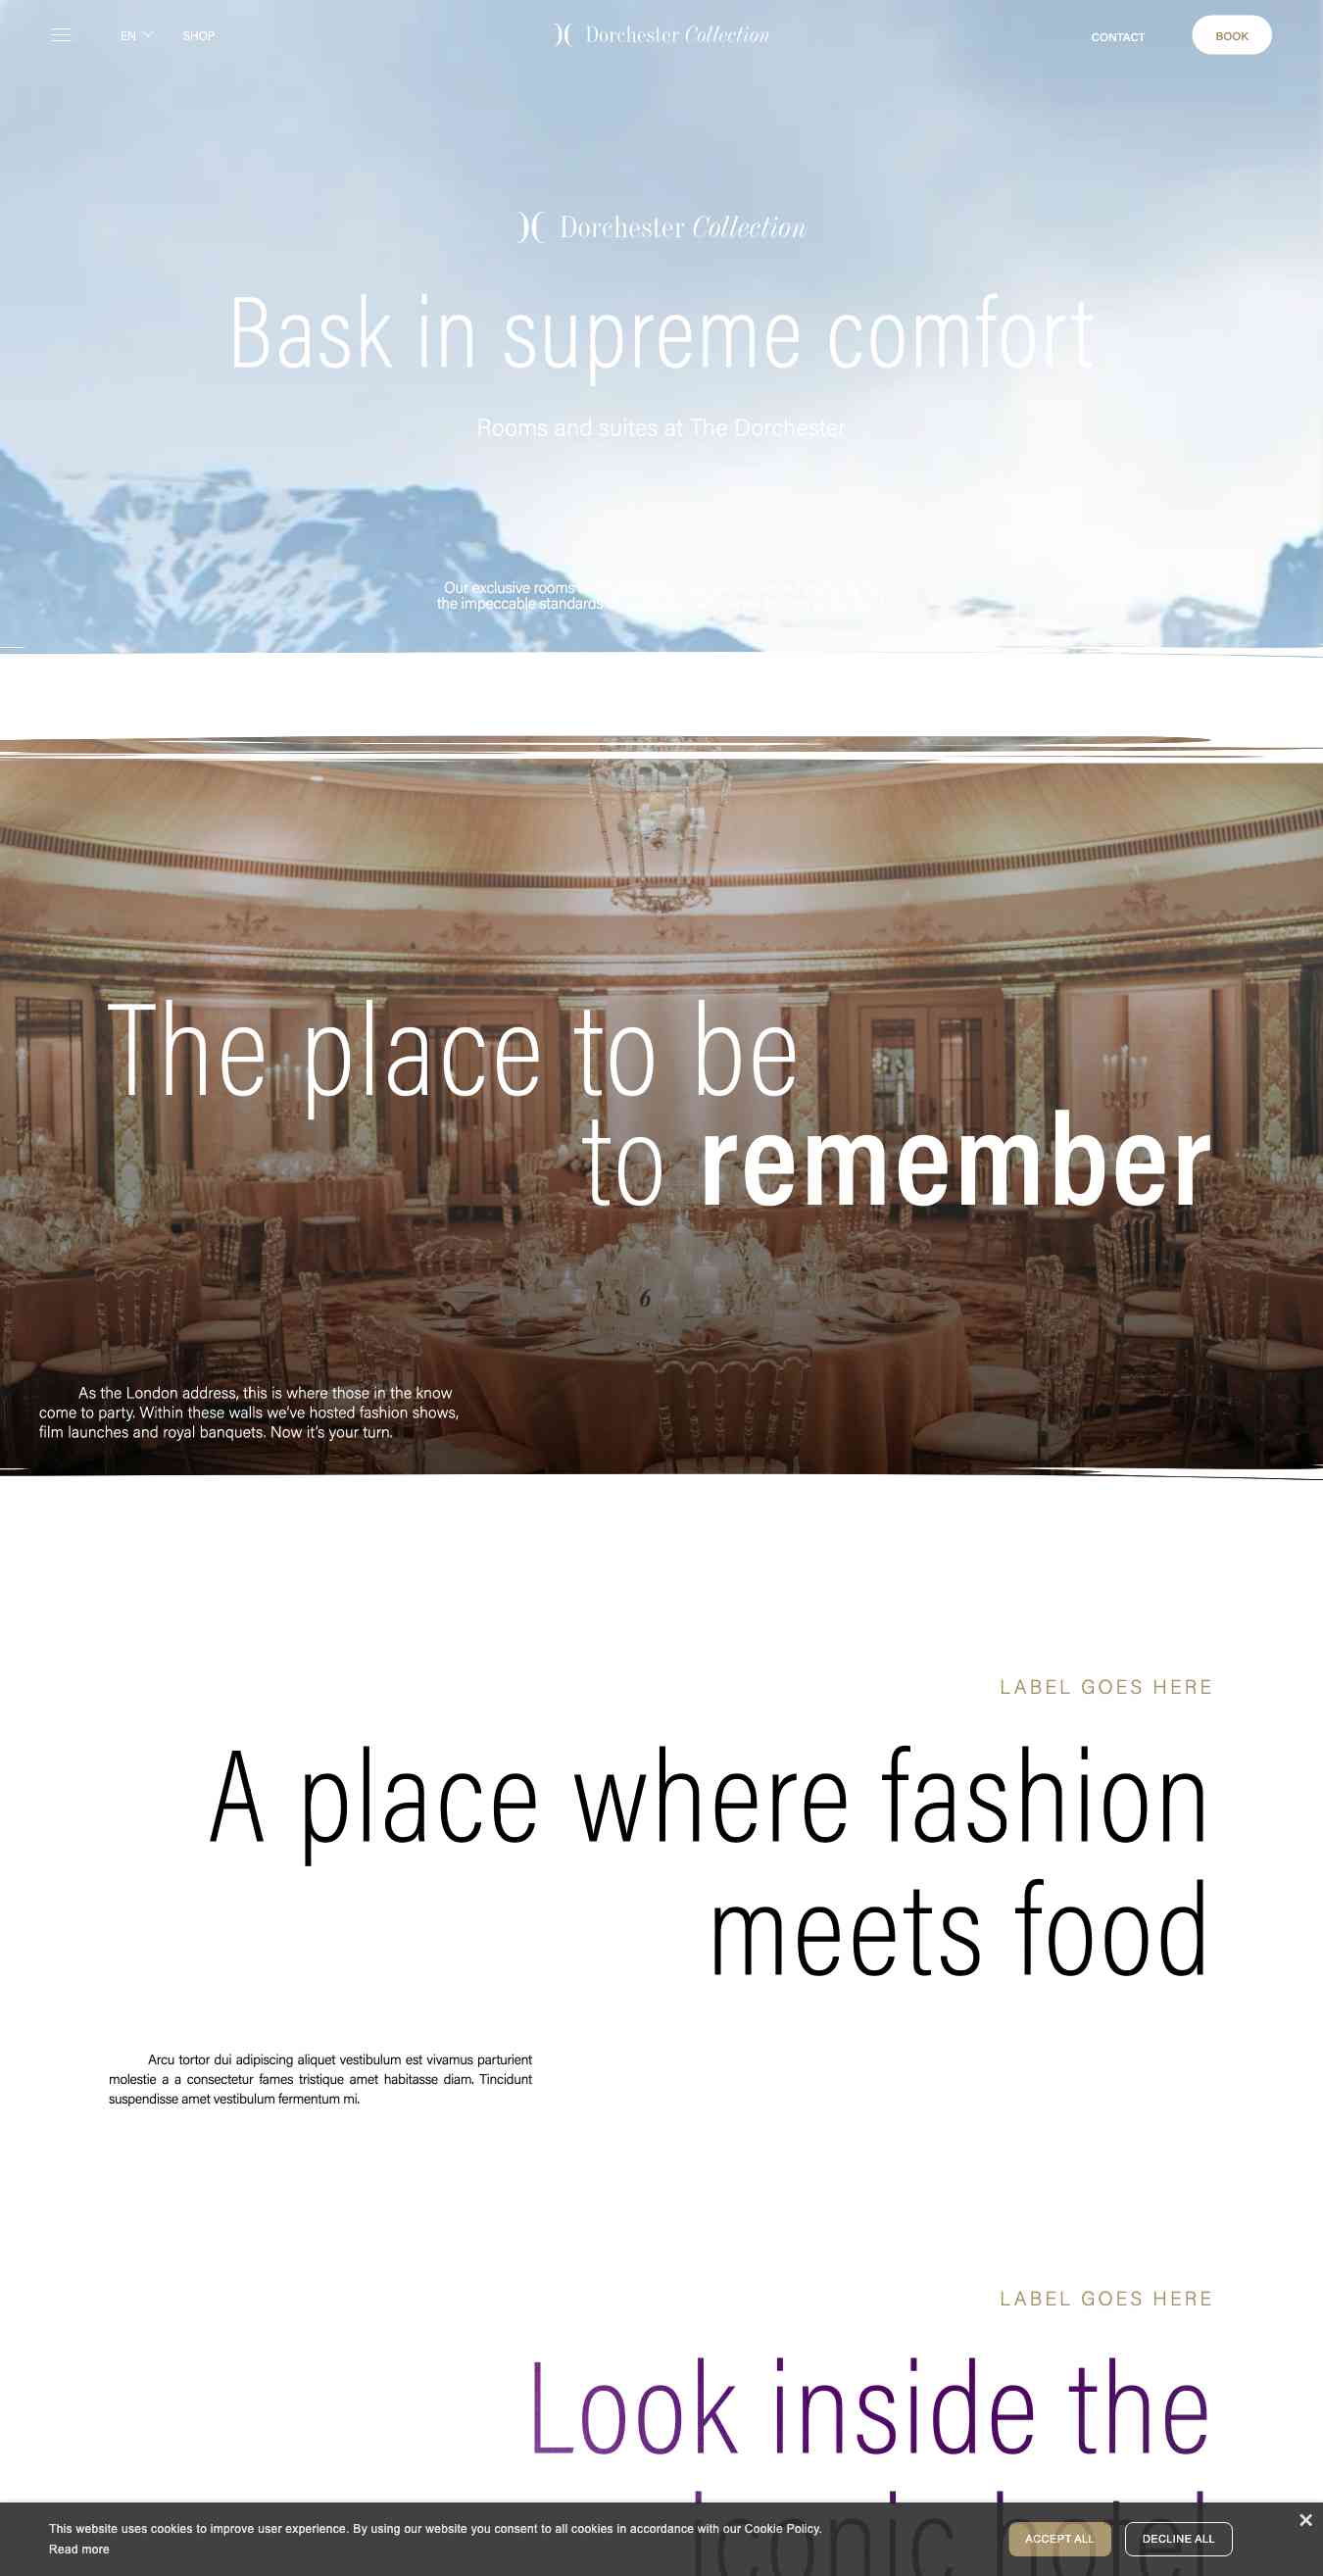 EN
SHOP
Dorchester Collection
CONTACT
BOOK
Dorchester Collection
Bask in supreme comfort
Rooms and suites at The Dorchester
Our exclusive rooms
the impeccable standards
The place to be
to remember
6
As the London address, this is where those in the know
come to party. Within these walls we've hosted fashion shows,
film launches and royal banquets. Now it's your turn.
LABEL GOES HERE
A place where fashion
meets food
Arcu tortor dui adipiscing aliquet vestibulum est vivamus parturient
molestie a a consectetur fames tristique amet habitasse diam. Tincidunt
suspendisse amet vestibulum fermentum mi.
LABEL GOES HERE
Look inside the
iconic hotel
This website uses cookies to improve user experience. By using our website you consent to all cookies in accordance with our Cookie Policy.
Read more
ACCEPT ALL
DECLINE ALL